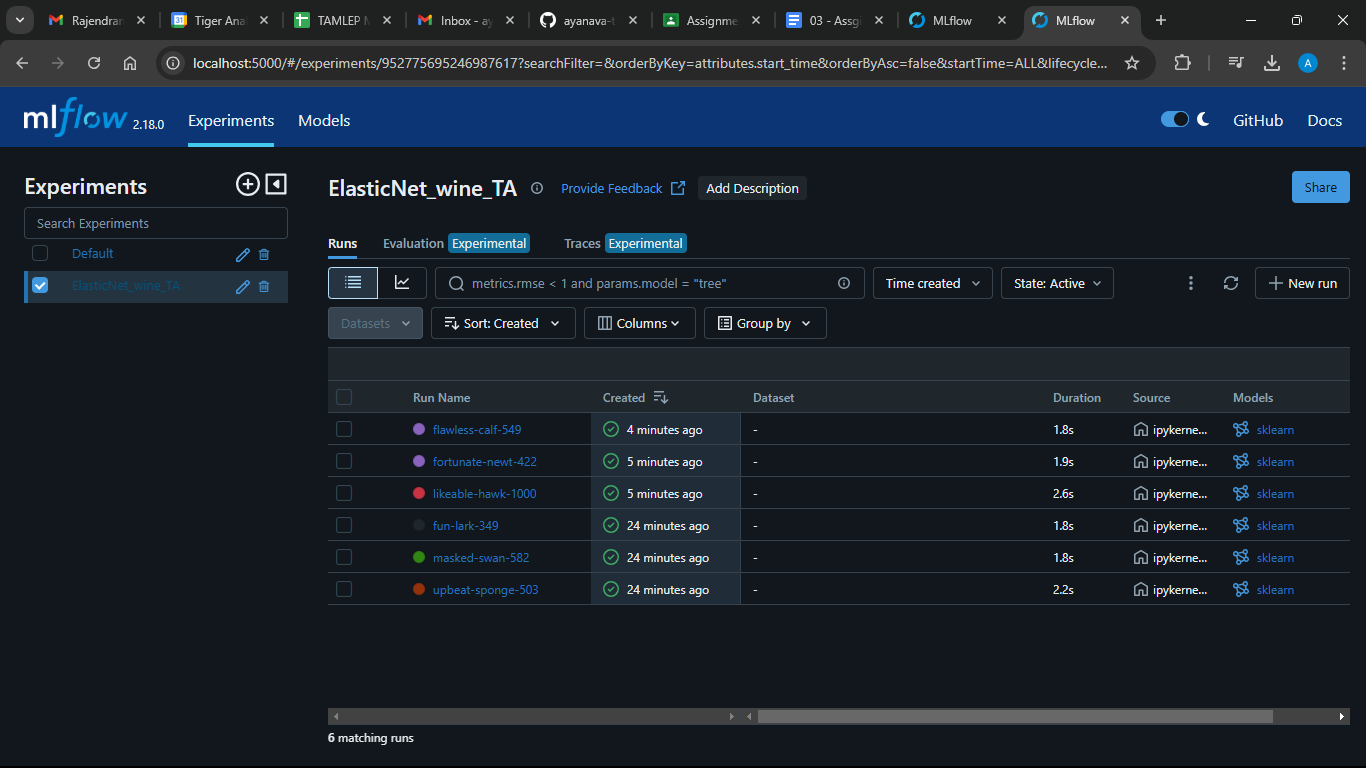 Rajendran
Tiger Anal
TAMLEP M
Inbox - ay
ayanava-t
Assignme
03 - Assgi
MLflow
MLflow
localhost:5000/#/experiments/952775695246987617?searchFilter=&orderByKey=attributes.start_time&orderByAsc=false&startTime=ALL&lifecycle...
A
mlflow 2.18.0 Experiments Models GitHub Docs
Experiments
Search Experiments
Default
ElasticNet_wine_TA
ElasticNet_wine_TA Provide Feedback Add Description Share
Runs Evaluation Experimental Traces Experimental
metrics.rmse < 1 and params.model = "tree" Time created State: Active New run
Datasets Sort: Created Columns Group by
Run Name Created Dataset Duration Source Models
flawless-calf-549 4 minutes ago - 1.8s ipykerne... sklearn
fortunate-newt-422 5 minutes ago - 1.9s ipykerne... sklearn
likeable-hawk-1000 5 minutes ago - 2.6s ipykerne... sklearn
fun-lark-349 24 minutes ago - 1.8s ipykerne... sklearn
masked-swan-582 24 minutes ago - 1.8s ipykerne... sklearn
upbeat-sponge-503 24 minutes ago - 2.2s ipykerne... sklearn
6 matching runs